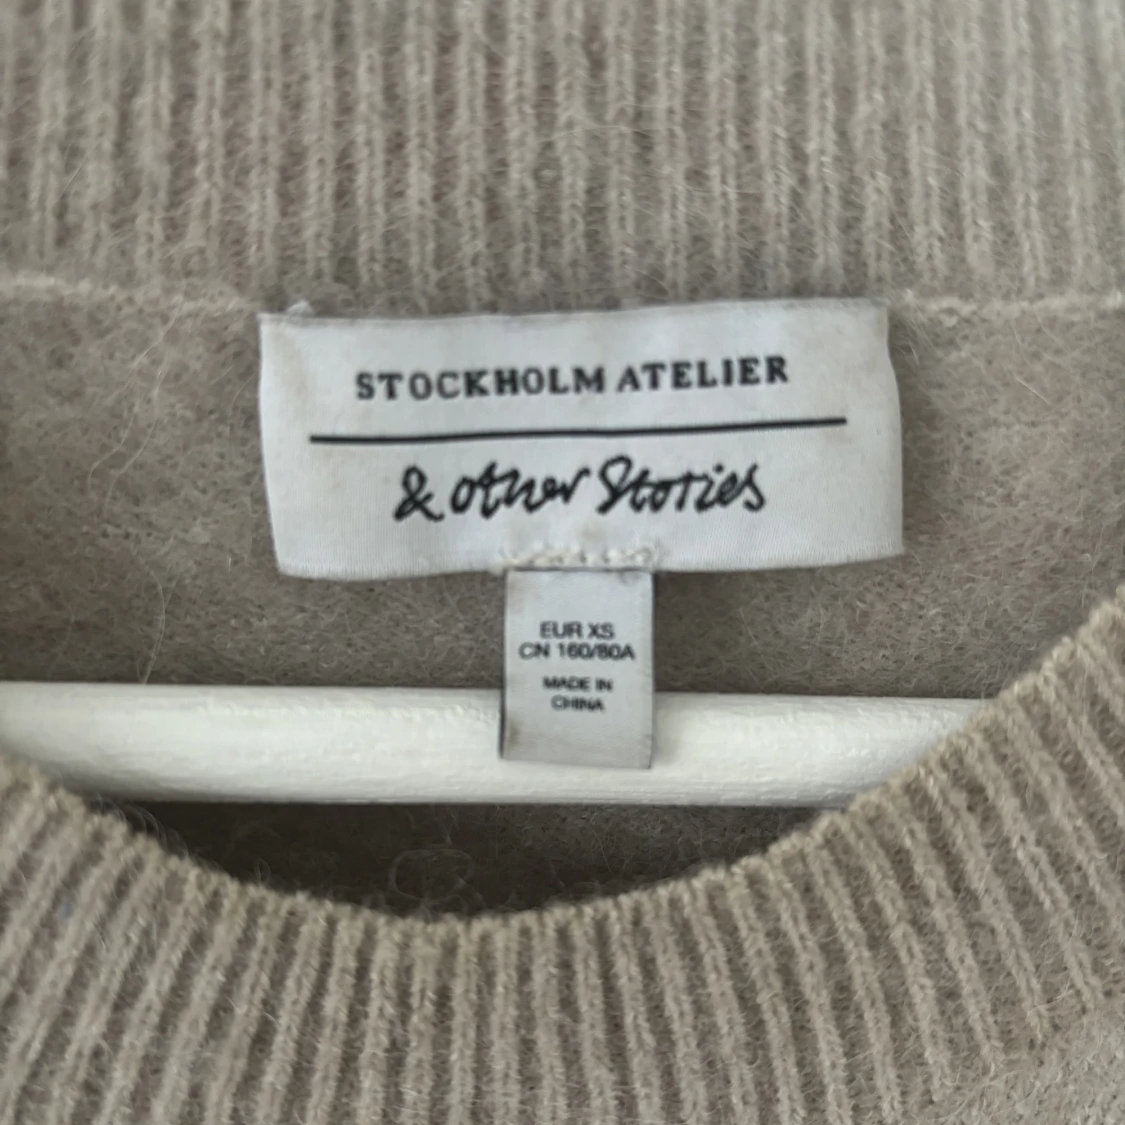 STOCKHOLM ATELIER
& other Stories
EUR XS
CN 160/80A
MADE IN
CHINA